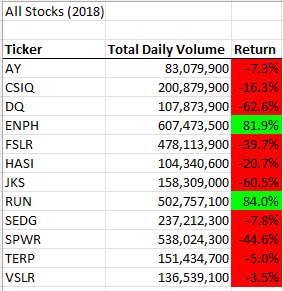 All Stocks (2018)
Ticker Total Daily Volume Return
AY 83,079,900 -7.3%
CSIQ 200,879,900 -16.3%
DQ 107,873,900 -62.6%
ENPH 607,473,500 81.9%
FSLR 478,113,900 -39.7%
HASI 104,340,600 -20.7%
JKS 158,309,000 -60.5%
RUN 502,757,100 84.0%
SEDG 237,212,300 -7.8%
SPWR 538,024,300 -44.6%
TERP 151,434,700 -5.0%
VSLR 136,539,100 -3.5%